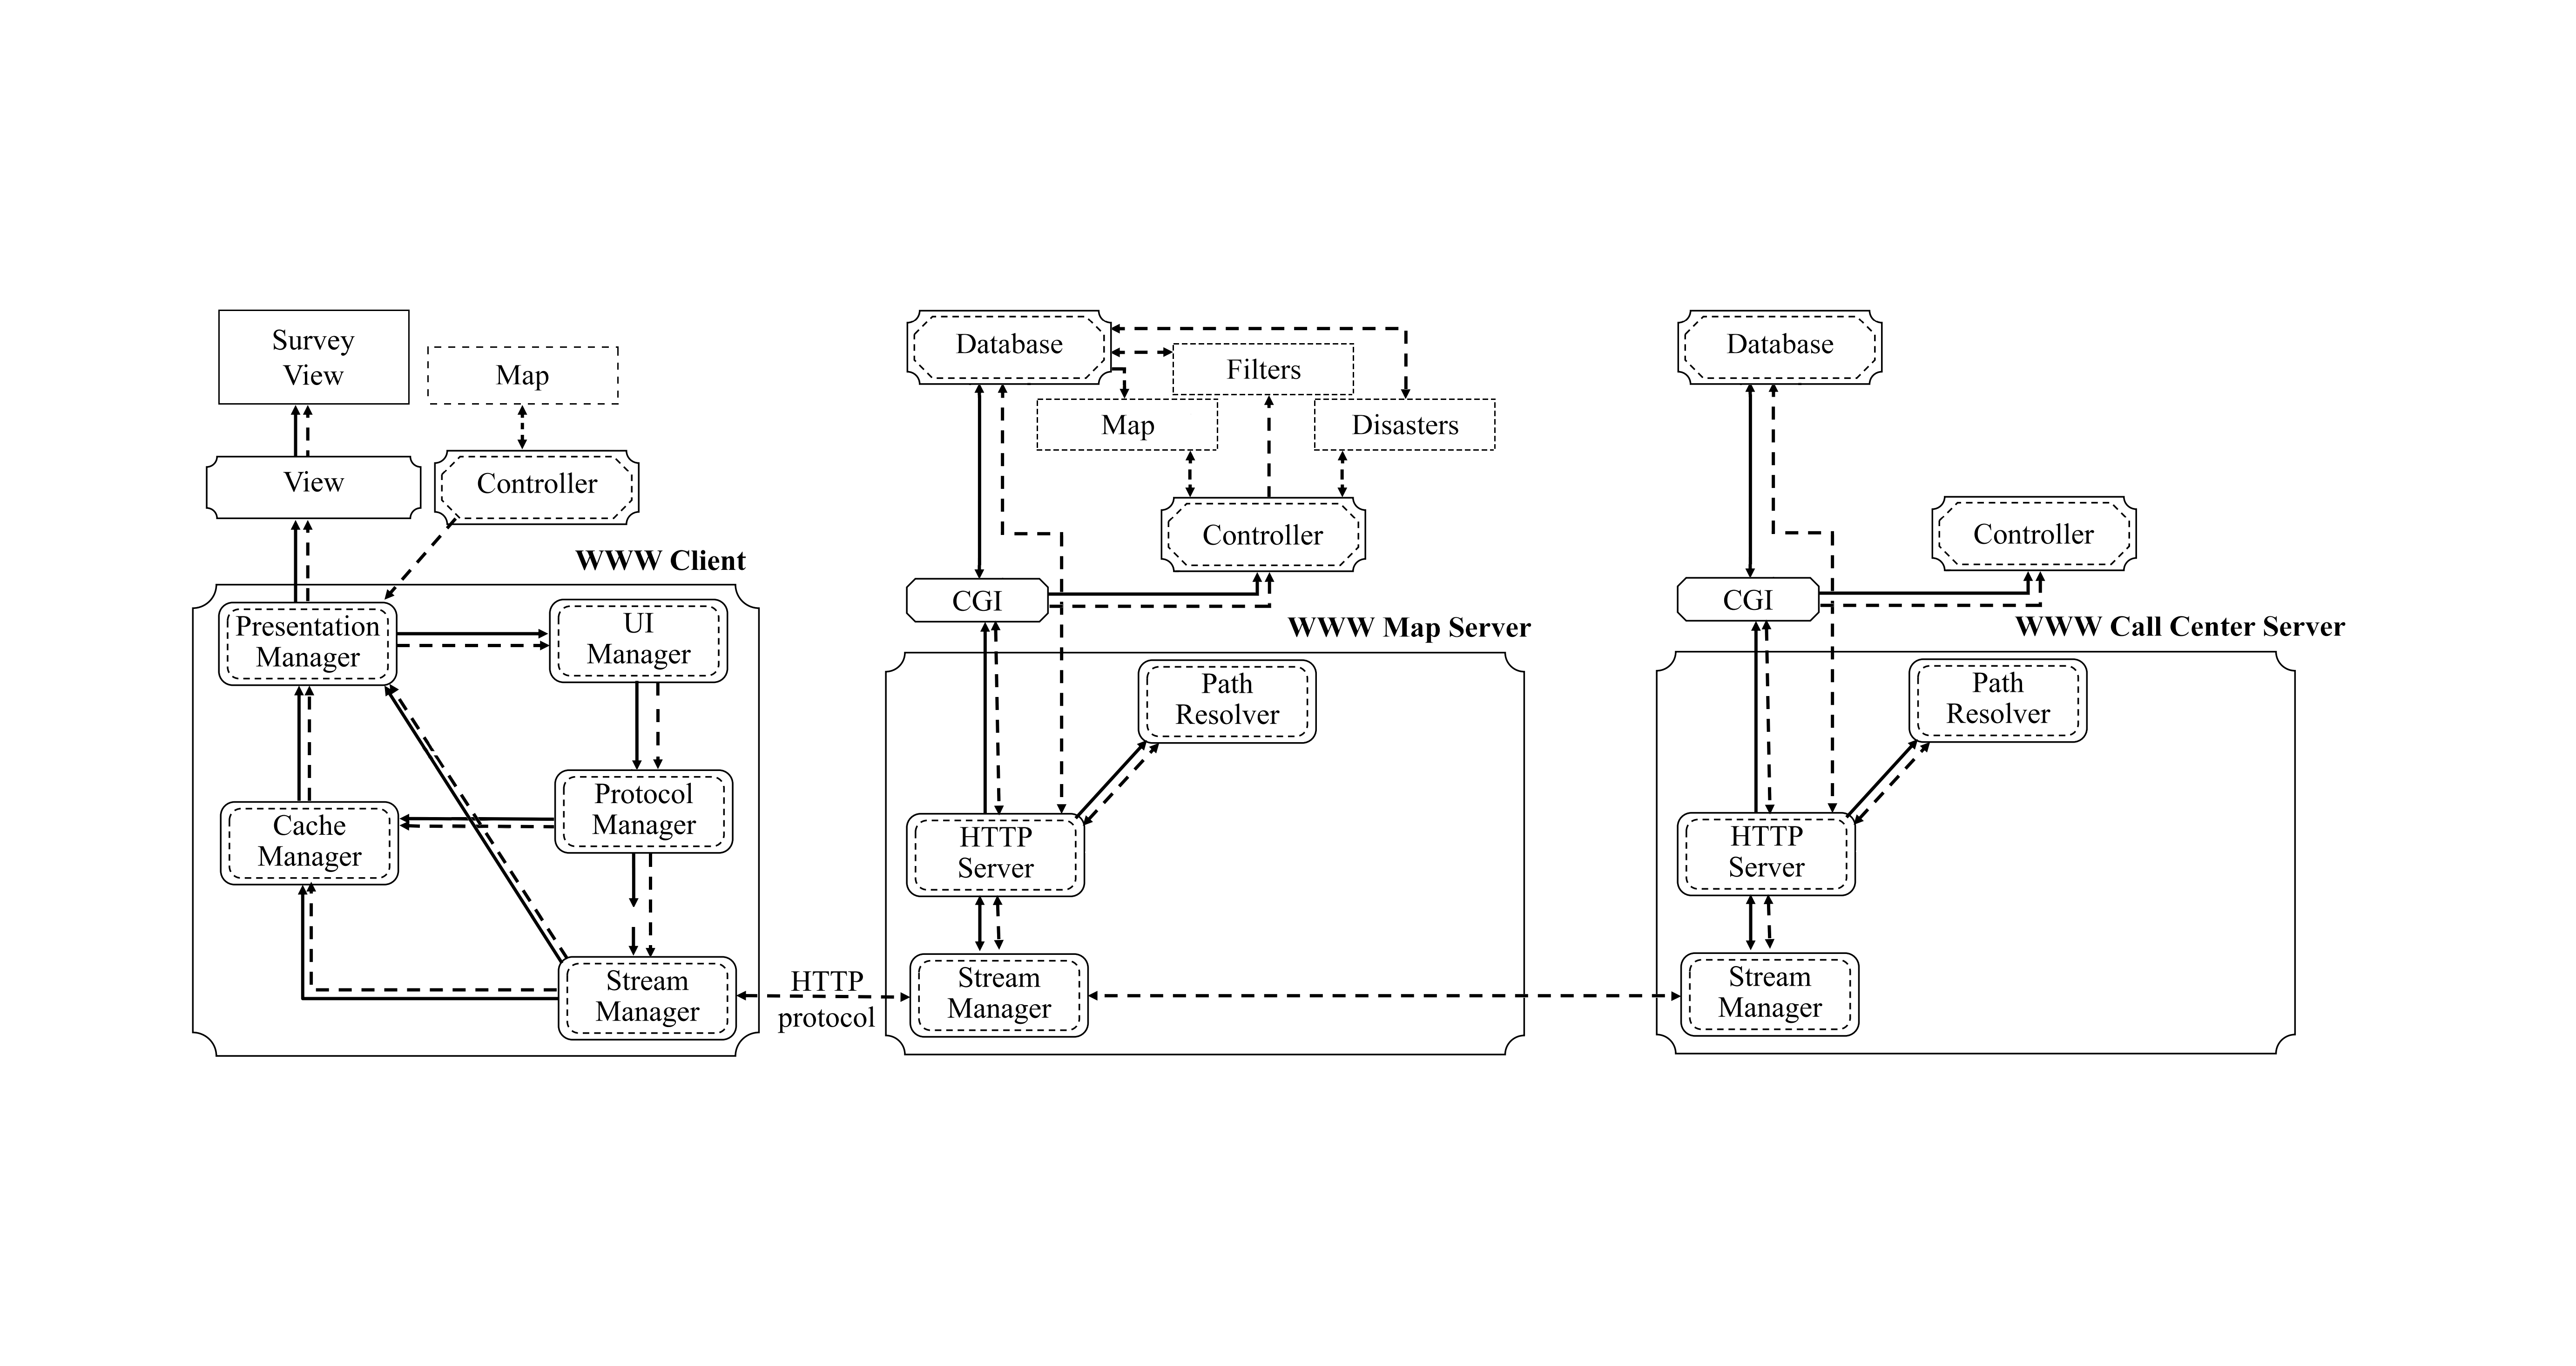 Survey
View
Map
View
Controller
WWW Client
Presentation
Manager
UI
Manager
Protocol
Manager
Cache
Manager
Stream
Manager
HTTP
protocol
Database
Filters
Map
Disasters
Controller
CGI
WWW Map Server
Path
Resolver
HTTP
Server
Stream
Manager
Database
Controller
CGI
WWW Call Center Server
Path
Resolver
HTTP
Server
Stream
Manager